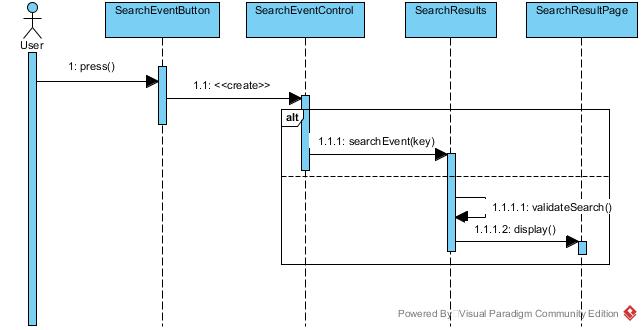 SearchEventButton
SearchEventControl
SearchResults
SearchResultPage
User
1: press()
1.1: <<create>>
alt
1.1.1: searchEvent(key)
1.1.1.1: validateSearch()
1.1.1.2: display()
Powered By Visual Paradigm Community Edition